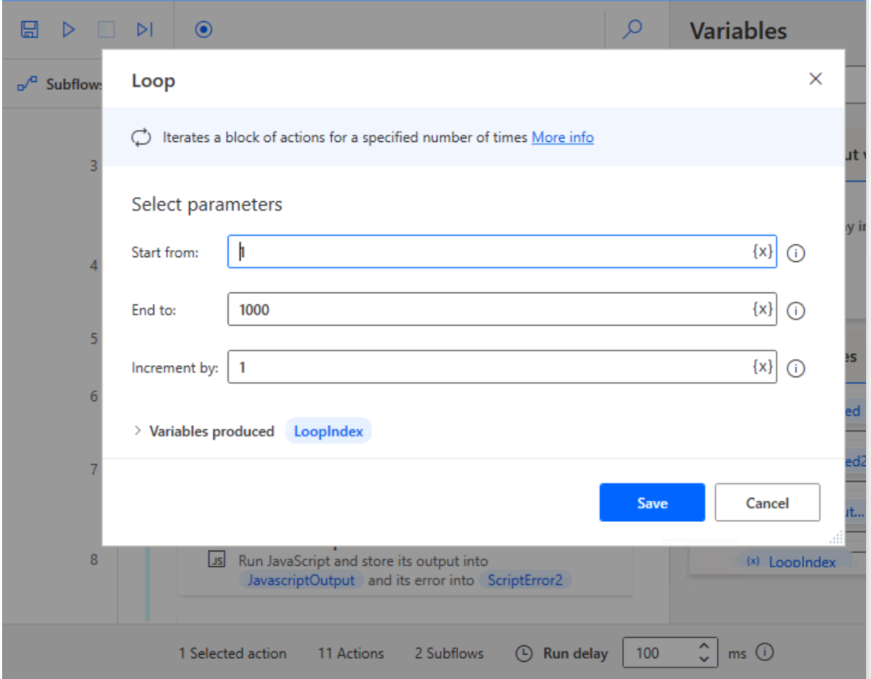 Variables
Subflow
Loop
Iterates a block of actions for a specified number of times More info
Select parameters
Start from: 1 {x}
End to: 1000 {x}
Increment by: 1 {x}
Variables produced LoopIndex
Save Cancel
3
4
5
6
7
8
JS Run JavaScript and store its output into
JavascriptOutput and its error into ScriptError2
(x) LoopIndex
1 Selected action 11 Actions 2 Subflows Run delay 100 ms